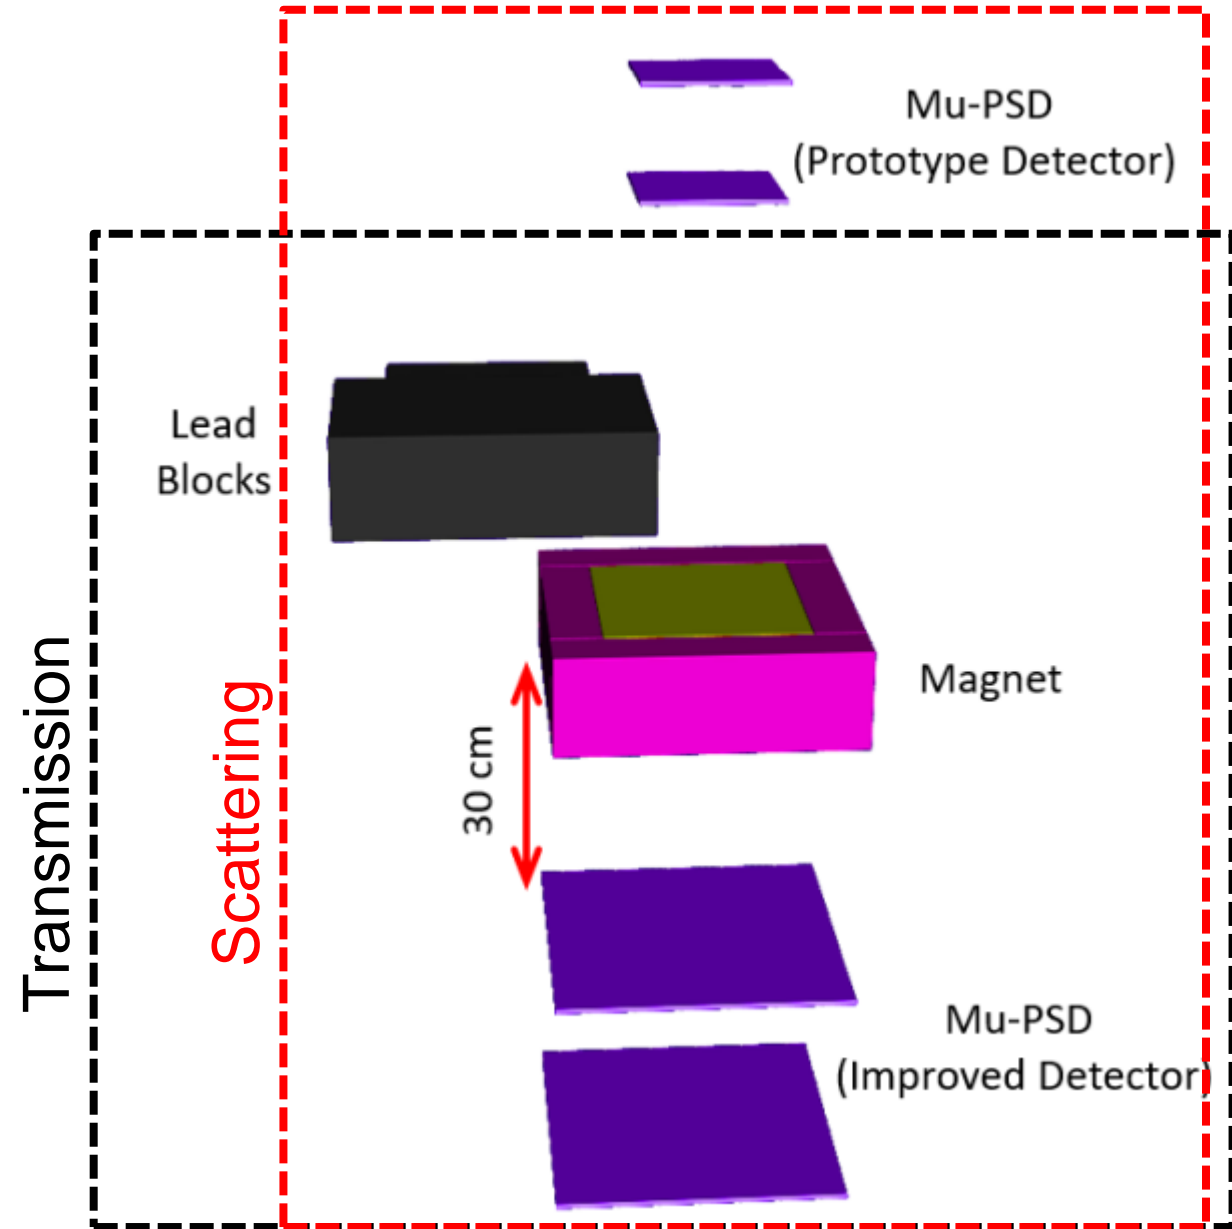 Mu-PSD
(Prototype Detector)
Lead
Blocks
Magnet
30 cm
Transmission
Scattering
Mu-PSD
(Improved Detector)